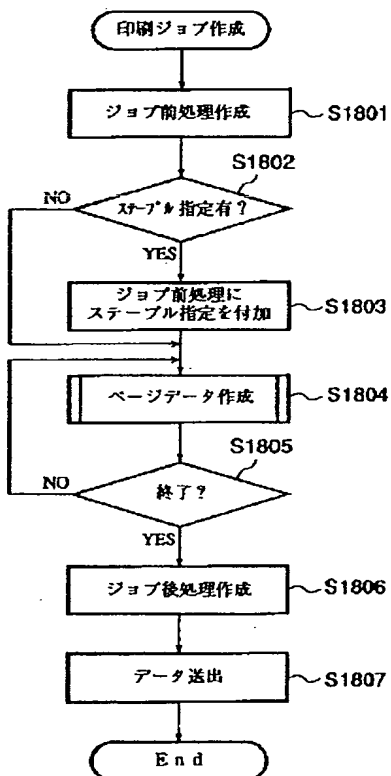 印刷ジョブ作成
ジョブ前処理作成
S1801
S1802
ステープル指定有?
NO
YES
ジョブ前処理に
ステープル指定を付加
S1803
ページデータ作成
S1804
S1805
終了?
NO
YES
ジョブ後処理作成
S1806
データ送出
S1807
End